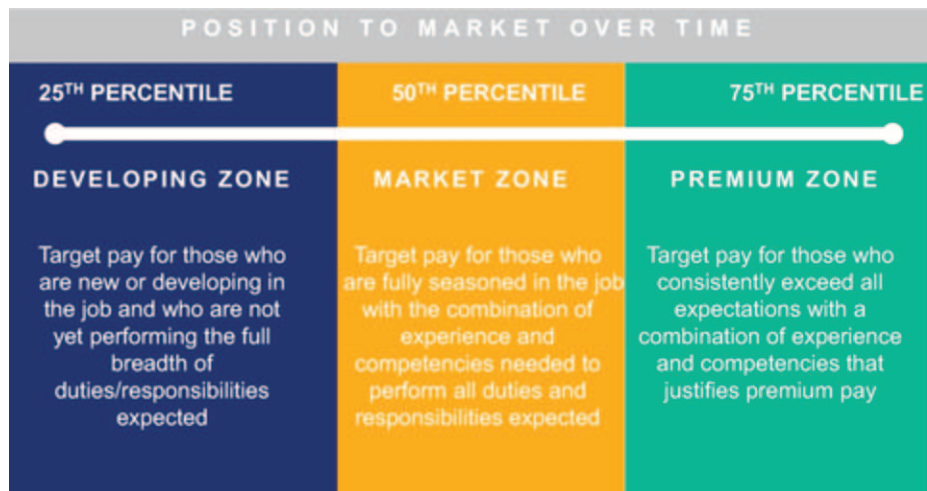 POSITION TO MARKET OVER TIME
25TH PERCENTILE
50TH PERCENTILE
75TH PERCENTILE
DEVELOPING ZONE
Target pay for those who
are new or developing in
the job and who are not
yet performing the full
breadth of
duties/responsibilities
expected
MARKET ZONE
Target pay for those who
are fully seasoned in the job
with the combination of
experience and
competencies needed to
perform all duties and
responsibilities expected
PREMIUM ZONE
Target pay for those who
consistently exceed all
expectations with a
combination of experience
and competencies that
justifies premium pay